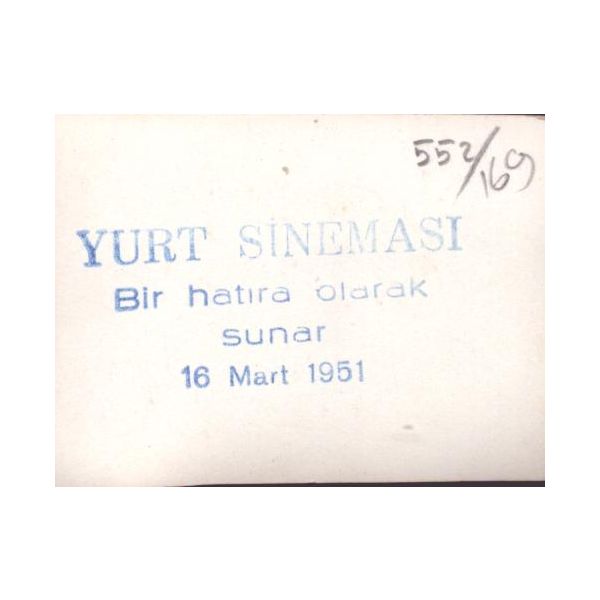 552/169
YURT SİNEMASI
Bir hatıra olarak
sunar
16 Mart 1951